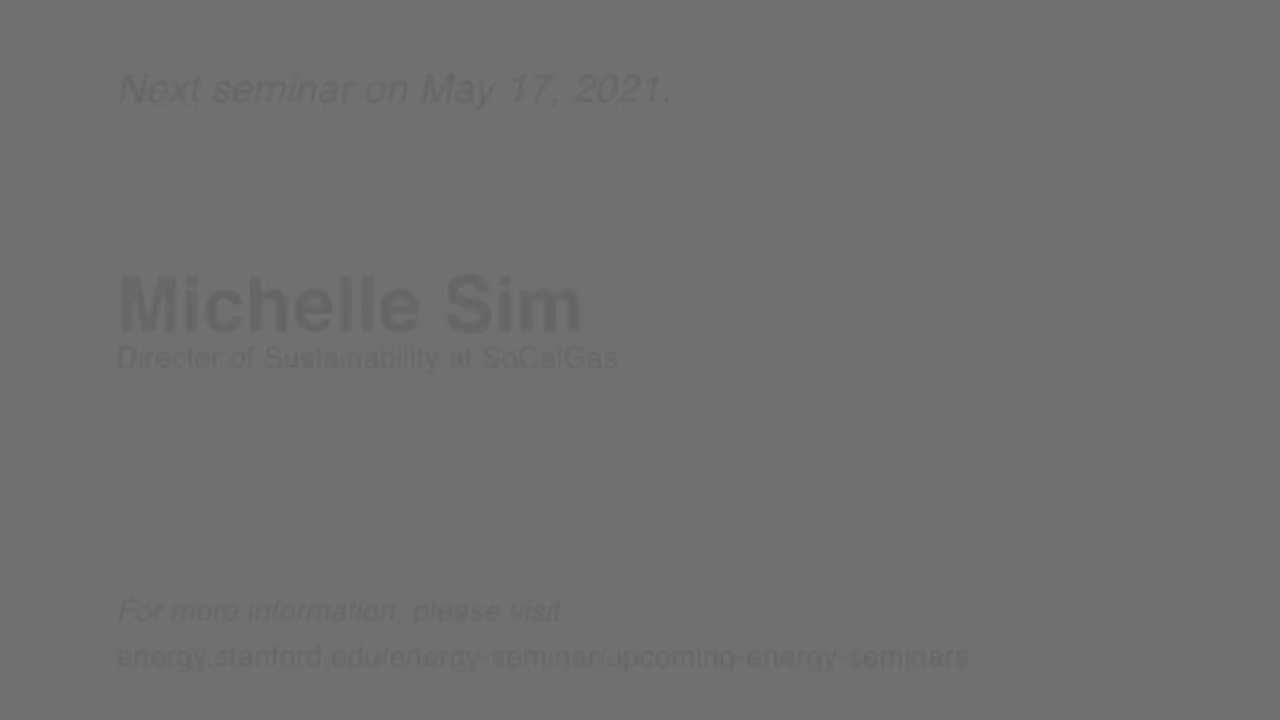 Next seminar on May 17, 2021.
Michelle Sim
Director of Sustainability at SoCalGas
For more information, please visit
energy.stanford.edu/energy-seminar/upcoming-energy-seminars